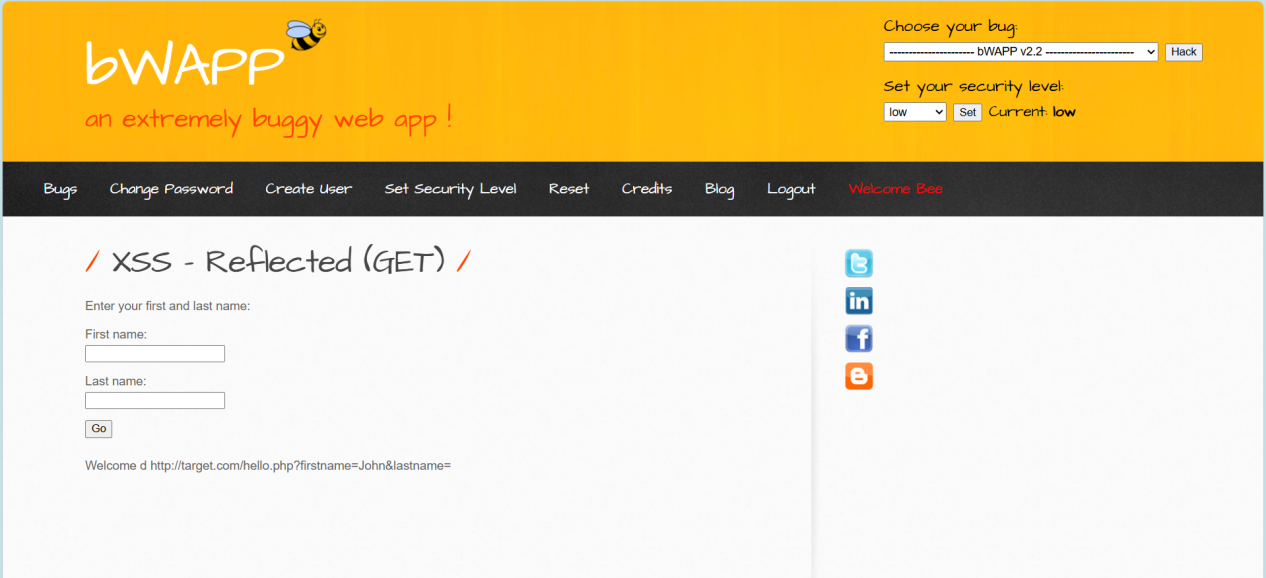 bWAPP
an extremely buggy web app !
Choose your bug:
---------------------- bWAPP v2.2 -----------------------
Hack
Set your security level:
low
Set
Current: low
Bugs
Change Password
Create User
Set Security Level
Reset
Credits
Blog
Logout
Welcome Bee
/ XSS - Reflected (GET) /
Enter your first and last name:
First name:
Last name:
Go
Welcome d http://target.com/hello.php?firstname=John&lastname=